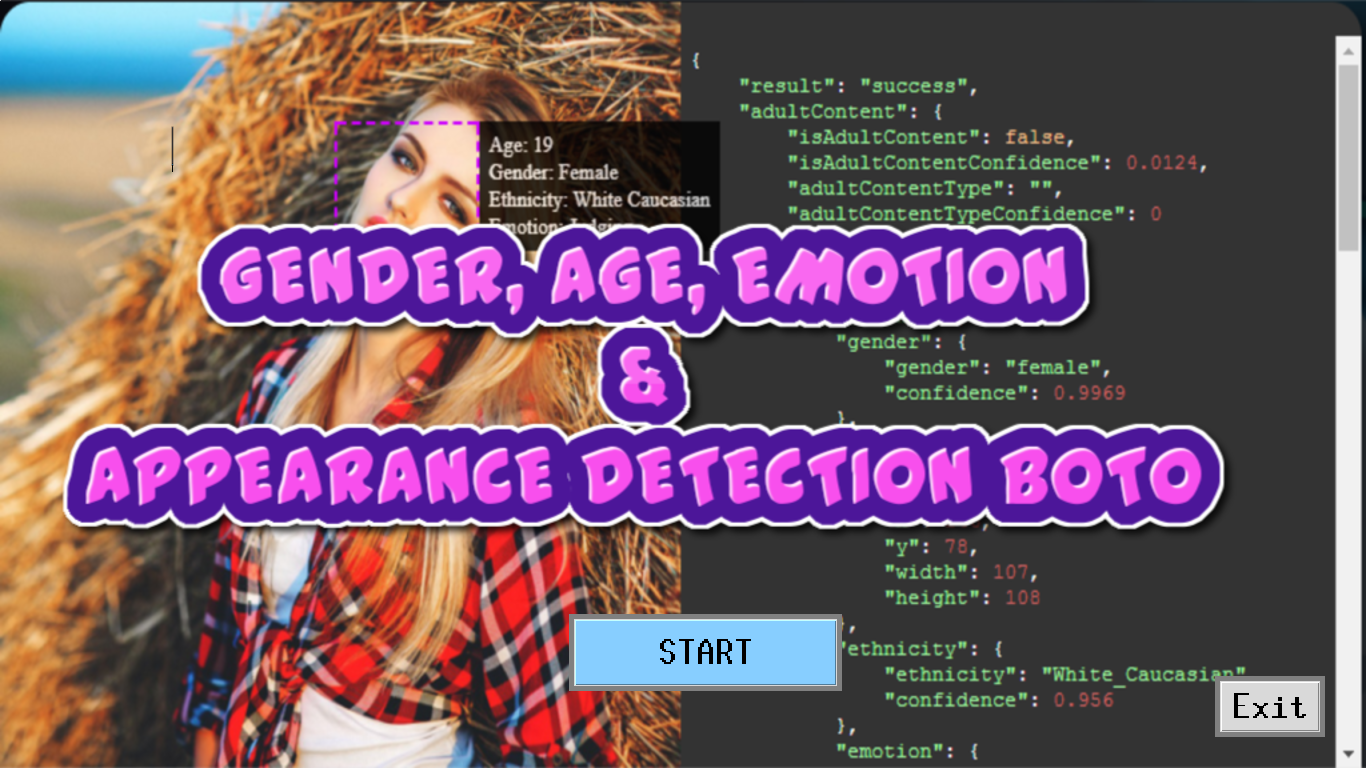 {
"result": "success",
"adultContent": {
"isAdultContent": false,
"isAdultContentConfidence": 0.0124,
"adultContentType": "",
"adultContentTypeConfidence": 0
Age: 19
Gender: Female
Ethnicity: White Caucasian
Emotion:
GENDER, AGE, EMOTION
&
APPEARANCE DETECTION BOTO
"gender": {
"gender": "female",
"confidence": 0.9969
},
"y": 78,
"width": 107,
"height": 108
},
"ethnicity": {
"ethnicity": "White_Caucasian"
"confidence": 0.956
},
"emotion": {
START
Exit